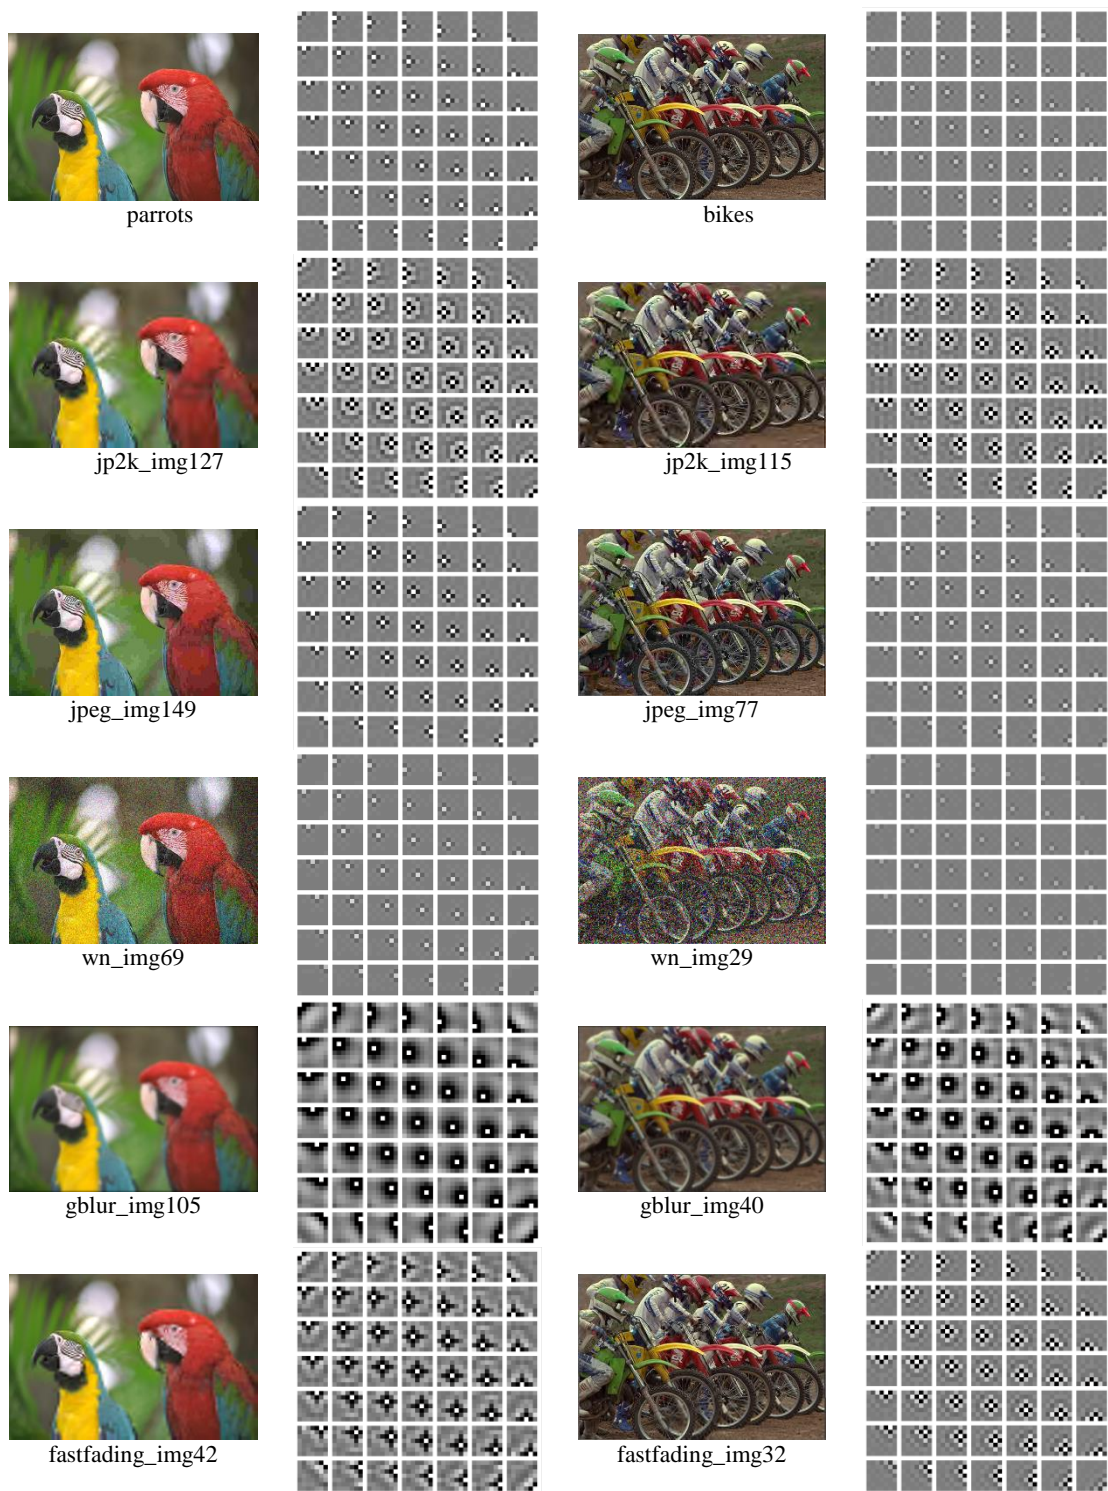 parrots
bikes
jp2k_img127
jp2k_img115
jpeg_img149
jpeg_img77
wn_img69
wn_img29
gblur_img105
gblur_img40
fastfading_img42
fastfading_img32